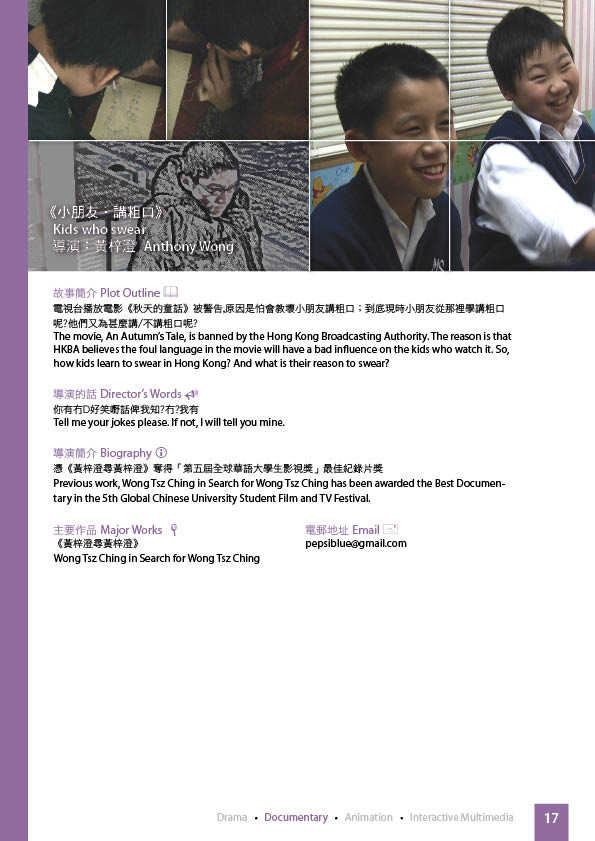 《小朋友·講粗口》
Kids who swear
導演：黃梓澄 Anthony Wong
故事簡介 Plot Outline
電視台播放電影《秋天的童話》被警告,原因是怕會教壞小朋友講粗口；到底現時小朋友從那裡學講粗口
呢?他們又為甚麼講/不講粗口呢?
The movie, An Autumn's Tale, is banned by the Hong Kong Broadcasting Authority. The reason is that
HKBA believes the foul language in the movie will have a bad influence on the kids who watch it. So,
how kids learn to swear in Hong Kong? And what is their reason to swear?
導演的話 Director's Words
你有冇D好笑嘢話俾我知?冇?我有
Tell me your jokes please. If not, I will tell you mine.
導演簡介 Biography
憑《黃梓澄尋黃梓澄》奪得「第五屆全球華語大學生影視獎」最佳紀錄片獎
Previous work, Wong Tsz Ching in Search for Wong Tsz Ching has been awarded the Best Documen-
tary in the 5th Global Chinese University Student Film and TV Festival.
主要作品 Major Works
《黃梓澄尋黃梓澄》
Wong Tsz Ching in Search for Wong Tsz Ching
電郵地址 Email
pepsiblue@gmail.com
Drama • Documentary • Animation • Interactive Multimedia
17